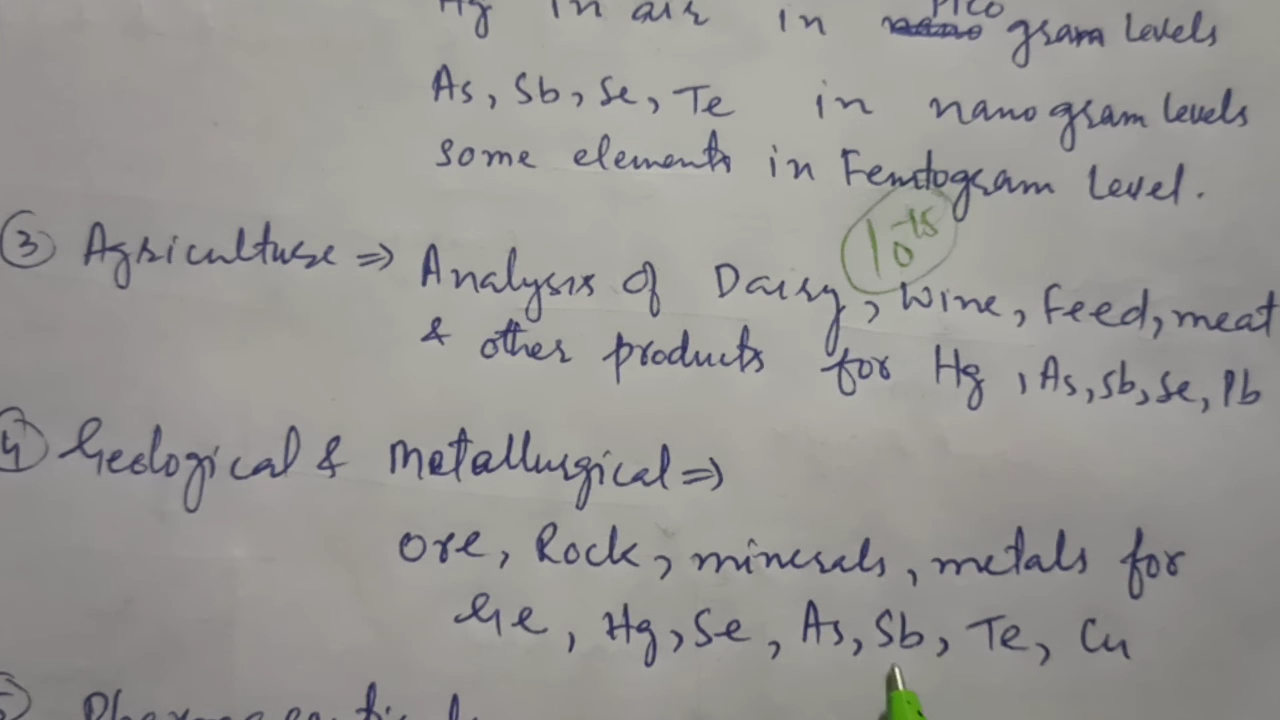 Hg in air in pico gram levels
As, Sb, Se, Te in nano gram levels
some elements in Femtogram Level.
10-15
③ Agriculture ⇒ Analysis of Dairy, Wine, Feed, meat
& other products for Hg, As, Sb, Se, Pb
④ Geological & Metallurgical ⇒
Ore, Rock, minerals, metals for
Ge, Hg, Se, As, Sb, Te, Cu